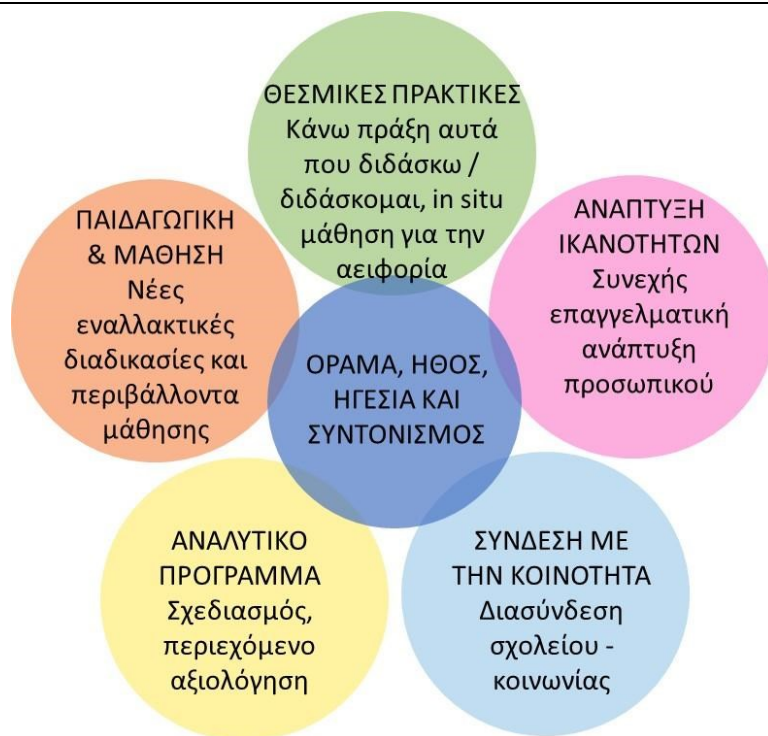 ΘΕΣΜΙΚΕΣ ΠΡΑΚΤΙΚΕΣ
Κάνω πράξη αυτά
που διδάσκω /
διδάσκομαι, in situ
μάθηση για την
αειφορία
ΠΑΙΔΑΓΩΓΙΚΗ
& ΜΑΘΗΣΗ
Νέες
εναλλακτικές
διαδικασίες και
περιβάλλοντα
μάθησης
ΑΝΑΠΤΥΞΗ
ΙΚΑΝΟΤΗΤΩΝ
Συνεχής
επαγγελματική
ανάπτυξη
προσωπικού
ΟΡΑΜΑ, ΗΘΟΣ,
ΗΓΕΣΙΑ ΚΑΙ
ΣΥΝΤΟΝΙΣΜΟΣ
ΑΝΑΛΥΤΙΚΟ
ΠΡΟΓΡΑΜΜΑ
Σχεδιασμός,
περιεχόμενο
αξιολόγηση
ΣΥΝΔΕΣΗ ΜΕ
ΤΗΝ ΚΟΙΝΟΤΗΤΑ
Διασύνδεση
σχολείου -
κοινωνίας